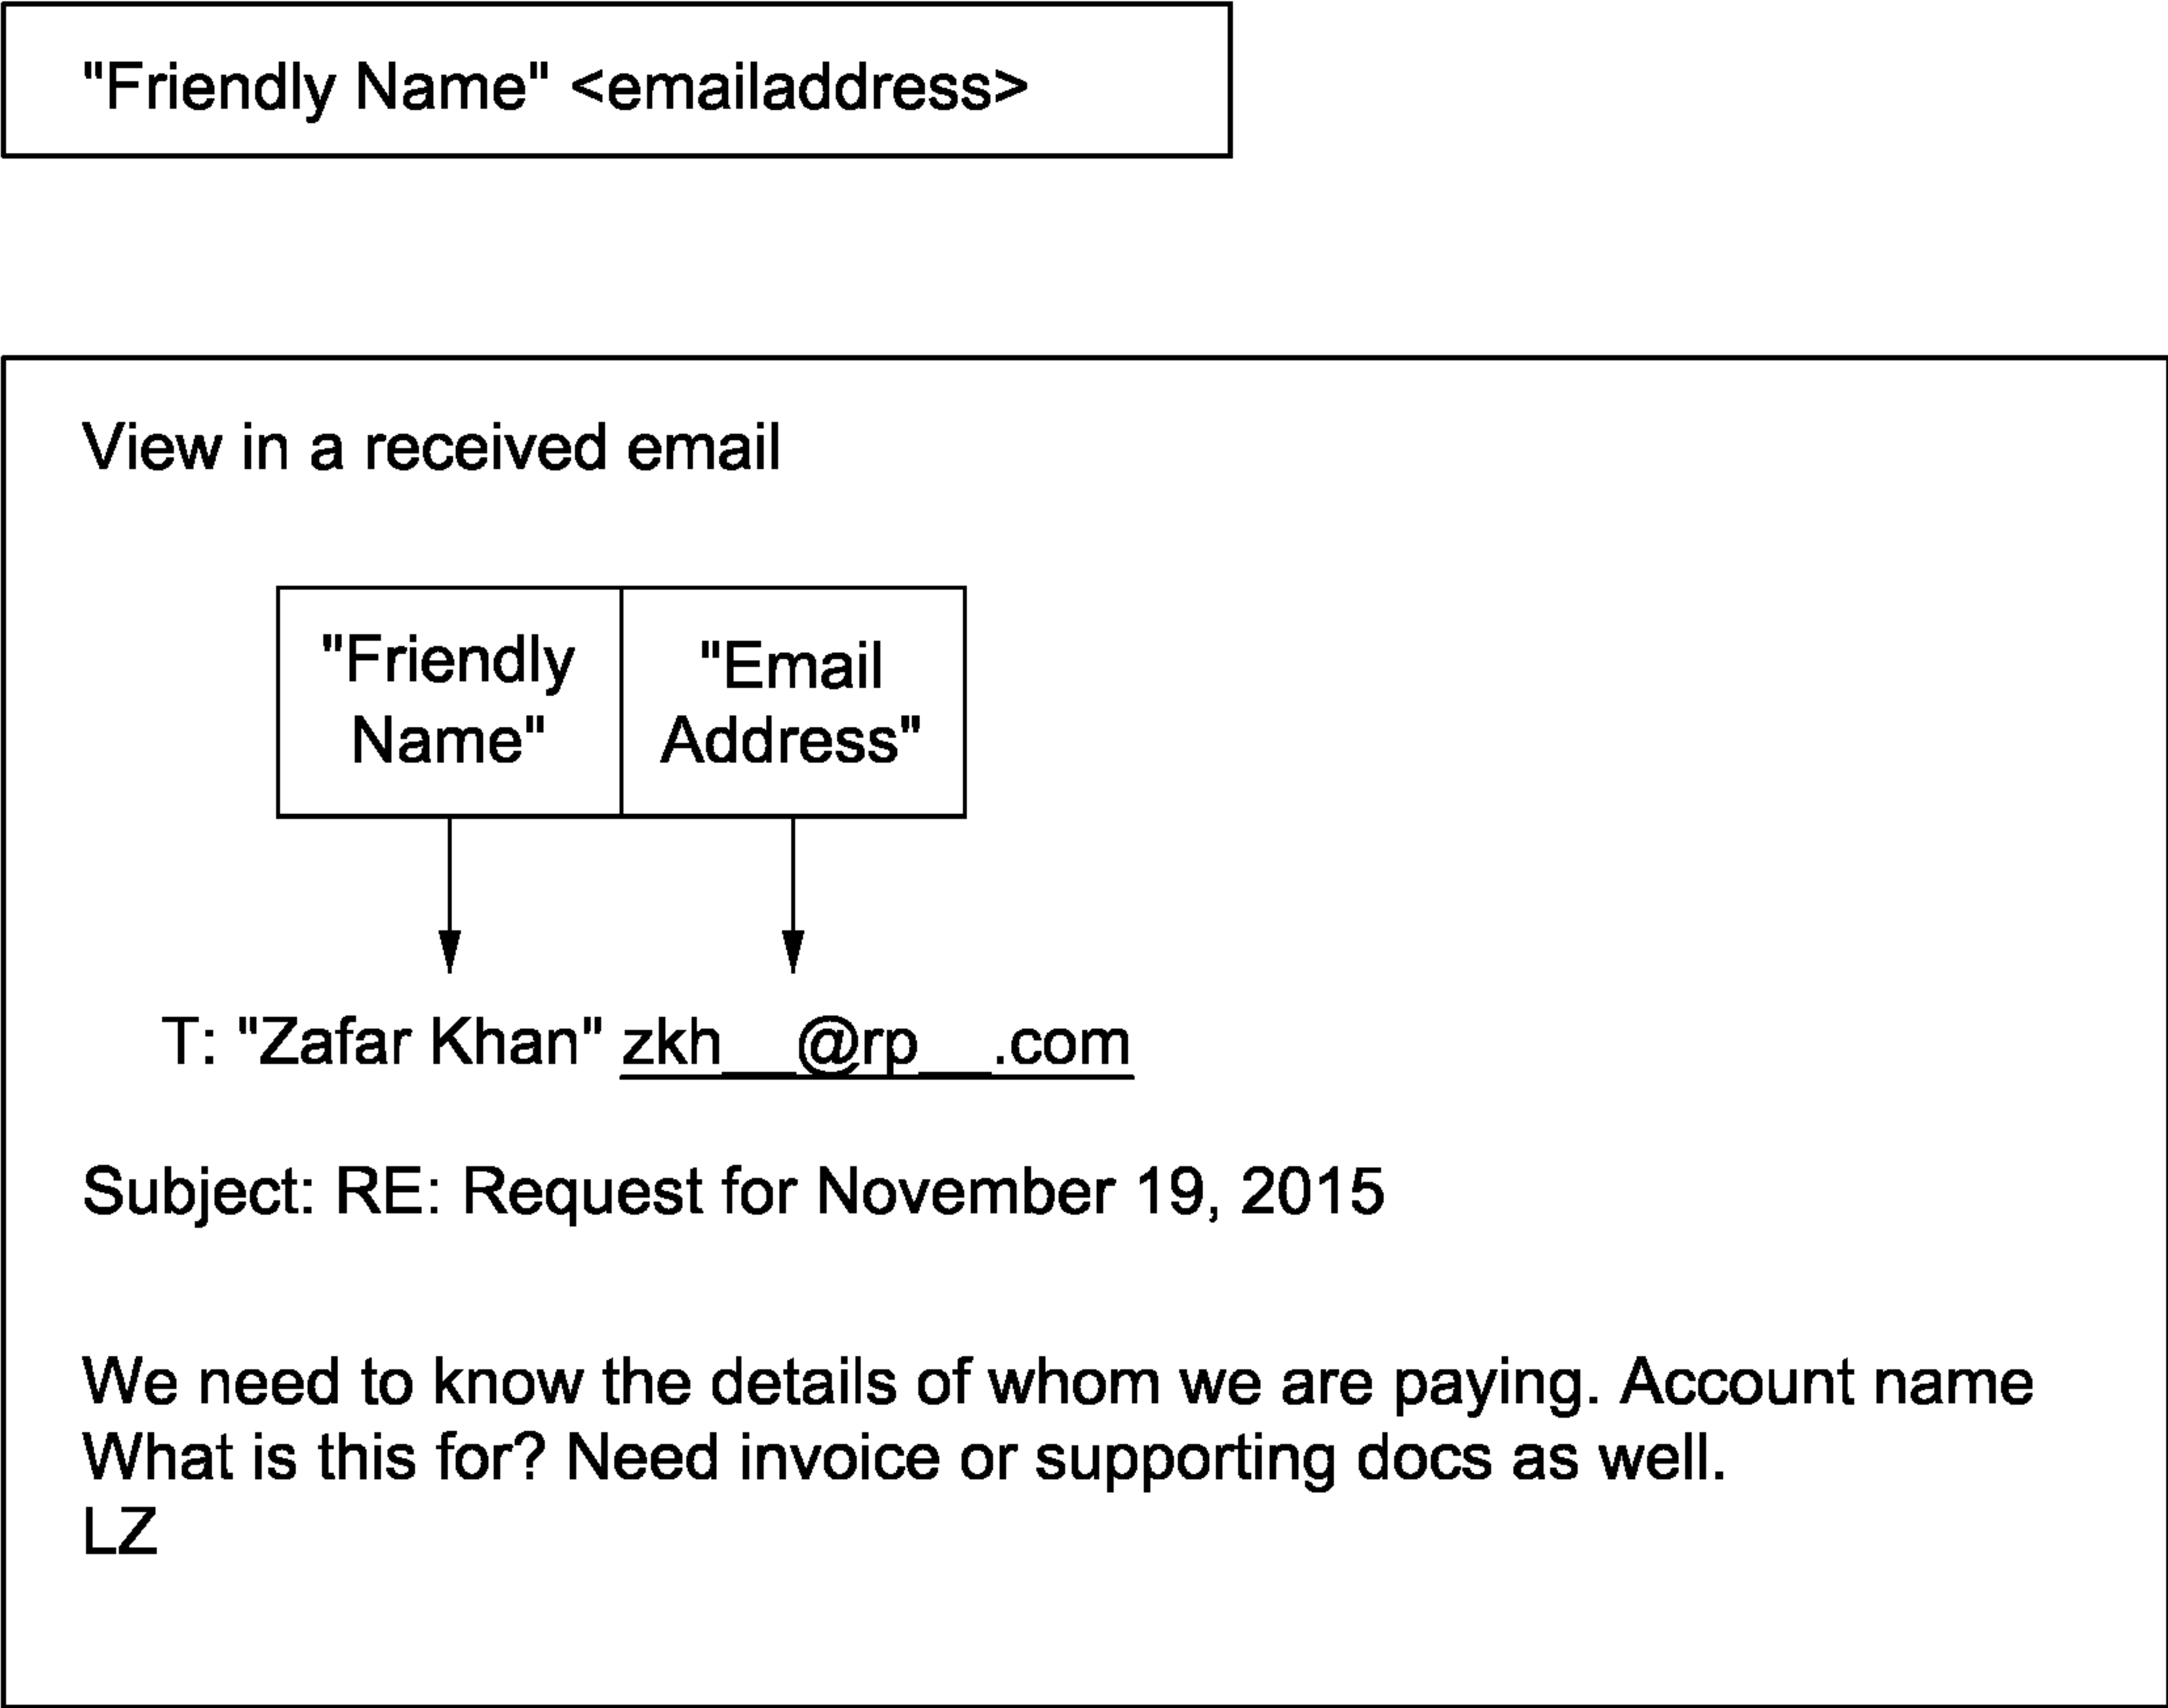 "Friendly Name" <emailaddress>
View in a received email
"Friendly
Name"
"Email
Address"
T: "Zafar Khan" zkh___@rp___.com
Subject: RE: Request for November 19, 2015
We need to know the details of whom we are paying. Account name
What is this for? Need invoice or supporting docs as well.
LZ